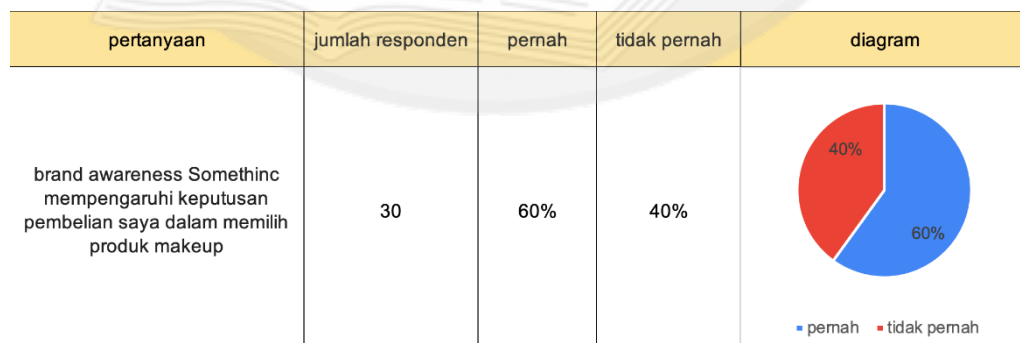 pertanyaan jumlah responden pernah tidak pernah diagram
brand awareness Somethinc
mempengaruhi keputusan
pembelian saya dalam memilih
produk makeup
30 60% 40%
40%
60%
pernah tidak pernah